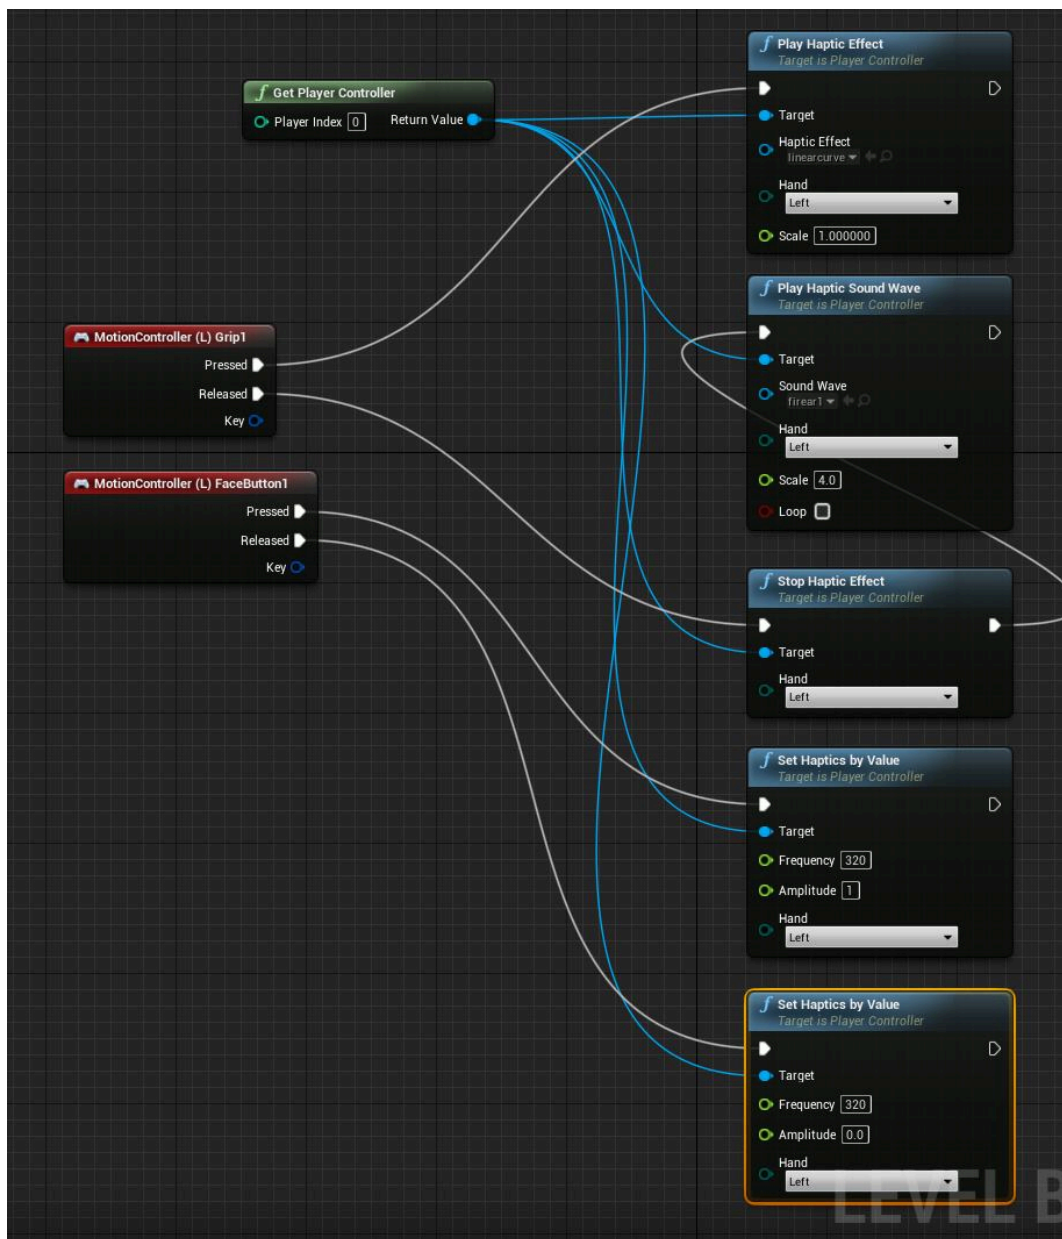 Get Player Controller
Player Index 0 Return Value
MotionController (L) Grip1
Pressed
Released
Key
MotionController (L) FaceButton1
Pressed
Released
Key
Play Haptic Effect
Target is Player Controller
Target
Haptic Effect
linearcurve
Hand
Left
Scale 1.000000
Play Haptic Sound Wave
Target is Player Controller
Target
Sound Wave
firear1
Hand
Left
Scale 4.0
Loop
Stop Haptic Effect
Target is Player Controller
Target
Hand
Left
Set Haptics by Value
Target is Player Controller
Target
Frequency 320
Amplitude 1
Hand
Left
Set Haptics by Value
Target is Player Controller
Target
Frequency 320
Amplitude 0.0
Hand
Left
LEVEL B